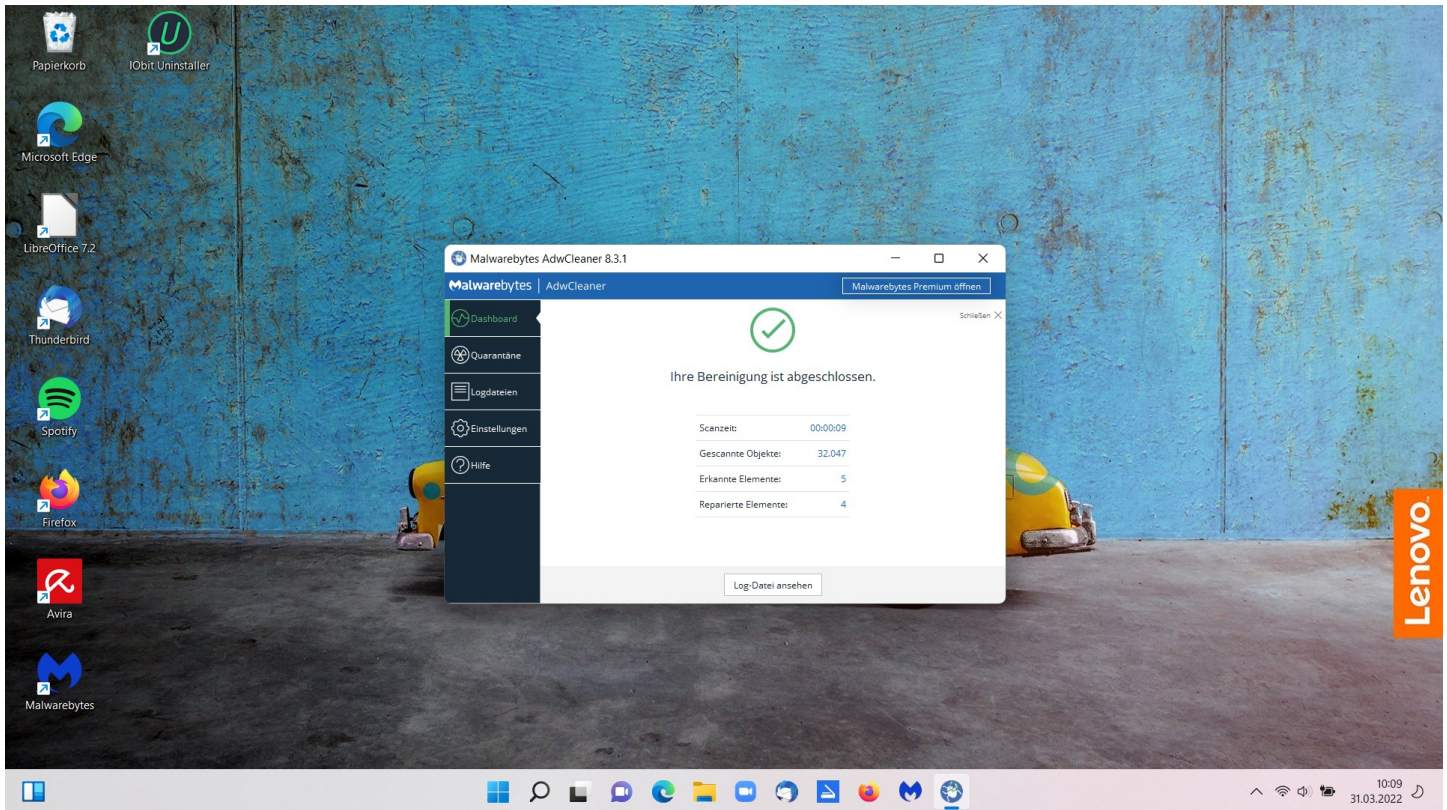 Papierkorb
IObit Uninstaller
Microsoft Edge
LibreOffice 7.2
Thunderbird
Spotify
Firefox
Avira
Malwarebytes
Malwarebytes AdwCleaner 8.3.1
Malwarebytes | AdwCleaner
Malwarebytes Premium öffnen
Dashboard
Quarantäne
Logdateien
Einstellungen
Hilfe
Schließen
Ihre Bereinigung ist abgeschlossen.
Scanzeit: 00:00:09
Gescannte Objekte: 32.047
Erkannte Elemente: 5
Reparierte Elemente: 4
Log-Datei ansehen
Lenovo
10:09
31.03.2022